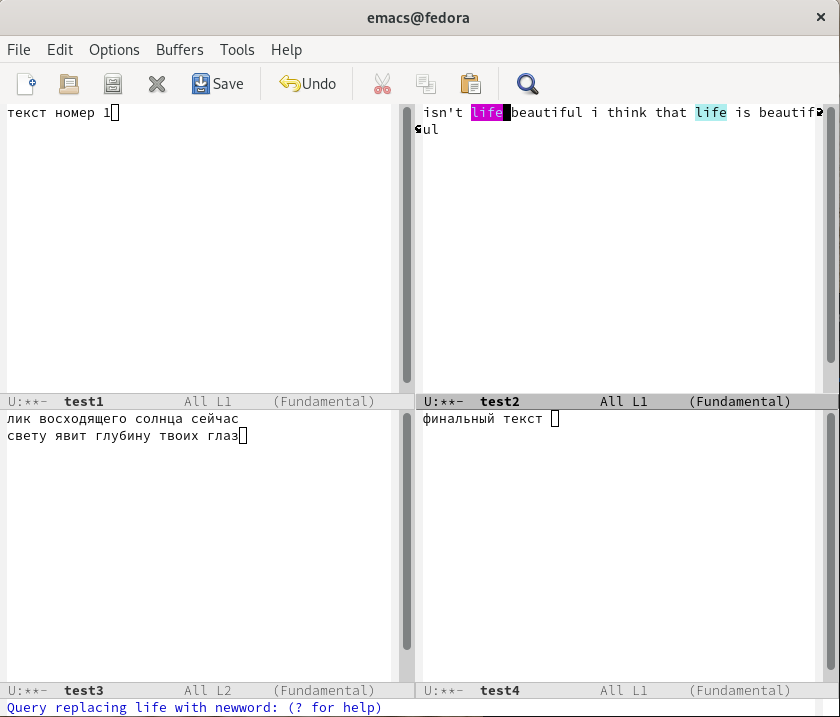 emacs@fedora
File Edit Options Buffers Tools Help
Save Undo
текст номер 1
isn't life beautiful i think that life is beautif
ul
U:**- test1 All L1 (Fundamental)
U:**- test2 All L1 (Fundamental)
лик восходящего солнца сейчас
свету явит глубину твоих глаз
финальный текст
U:**- test3 All L2 (Fundamental)
U:**- test4 All L1 (Fundamental)
Query replacing life with newword: (? for help)